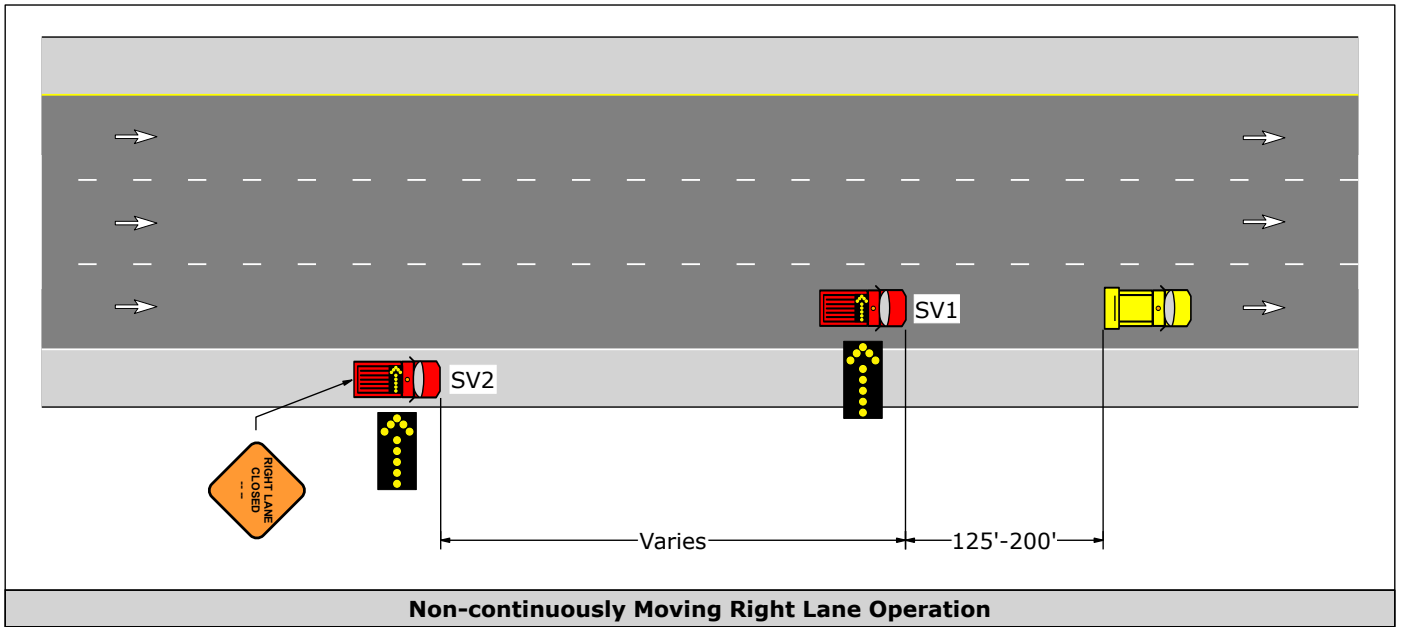 SV1
SV2
RIGHT LANE
CLOSED
-- --
Varies
125'-200'
Non-continuously Moving Right Lane Operation